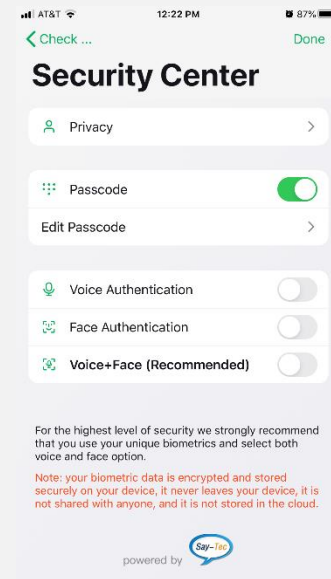 AT&T 12:22 PM 87%
Check ... Done
Security Center
Privacy
Passcode
Edit Passcode
Voice Authentication
Face Authentication
Voice+Face (Recommended)
For the highest level of security we strongly recommend
that you use your unique biometrics and select both
voice and face option.
Note: your biometric data is encrypted and stored
securely on your device, it never leaves your device, it is
not shared with anyone, and it is not stored in the cloud.
powered by Say-Tec